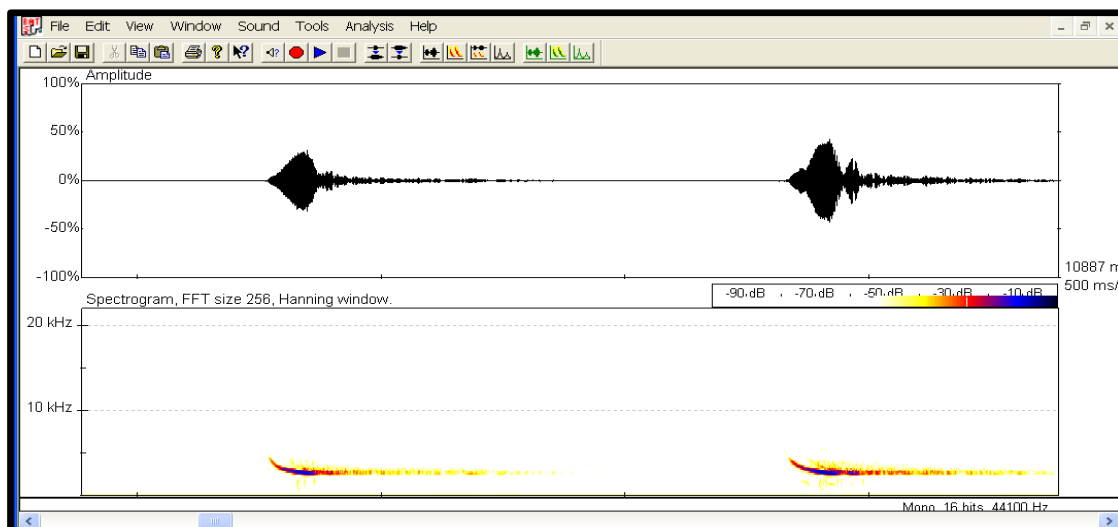 File Edit View Window Sound Tools Analysis Help
Amplitude
100%
50%
0%
-50%
-100%
10887 m
500 ms/
Spectrogram, FFT size 256, Hanning window.
-90 dB -70 dB -50 dB -30 dB -10 dB
20 kHz
10 kHz
Mono, 16 bits, 44100 Hz